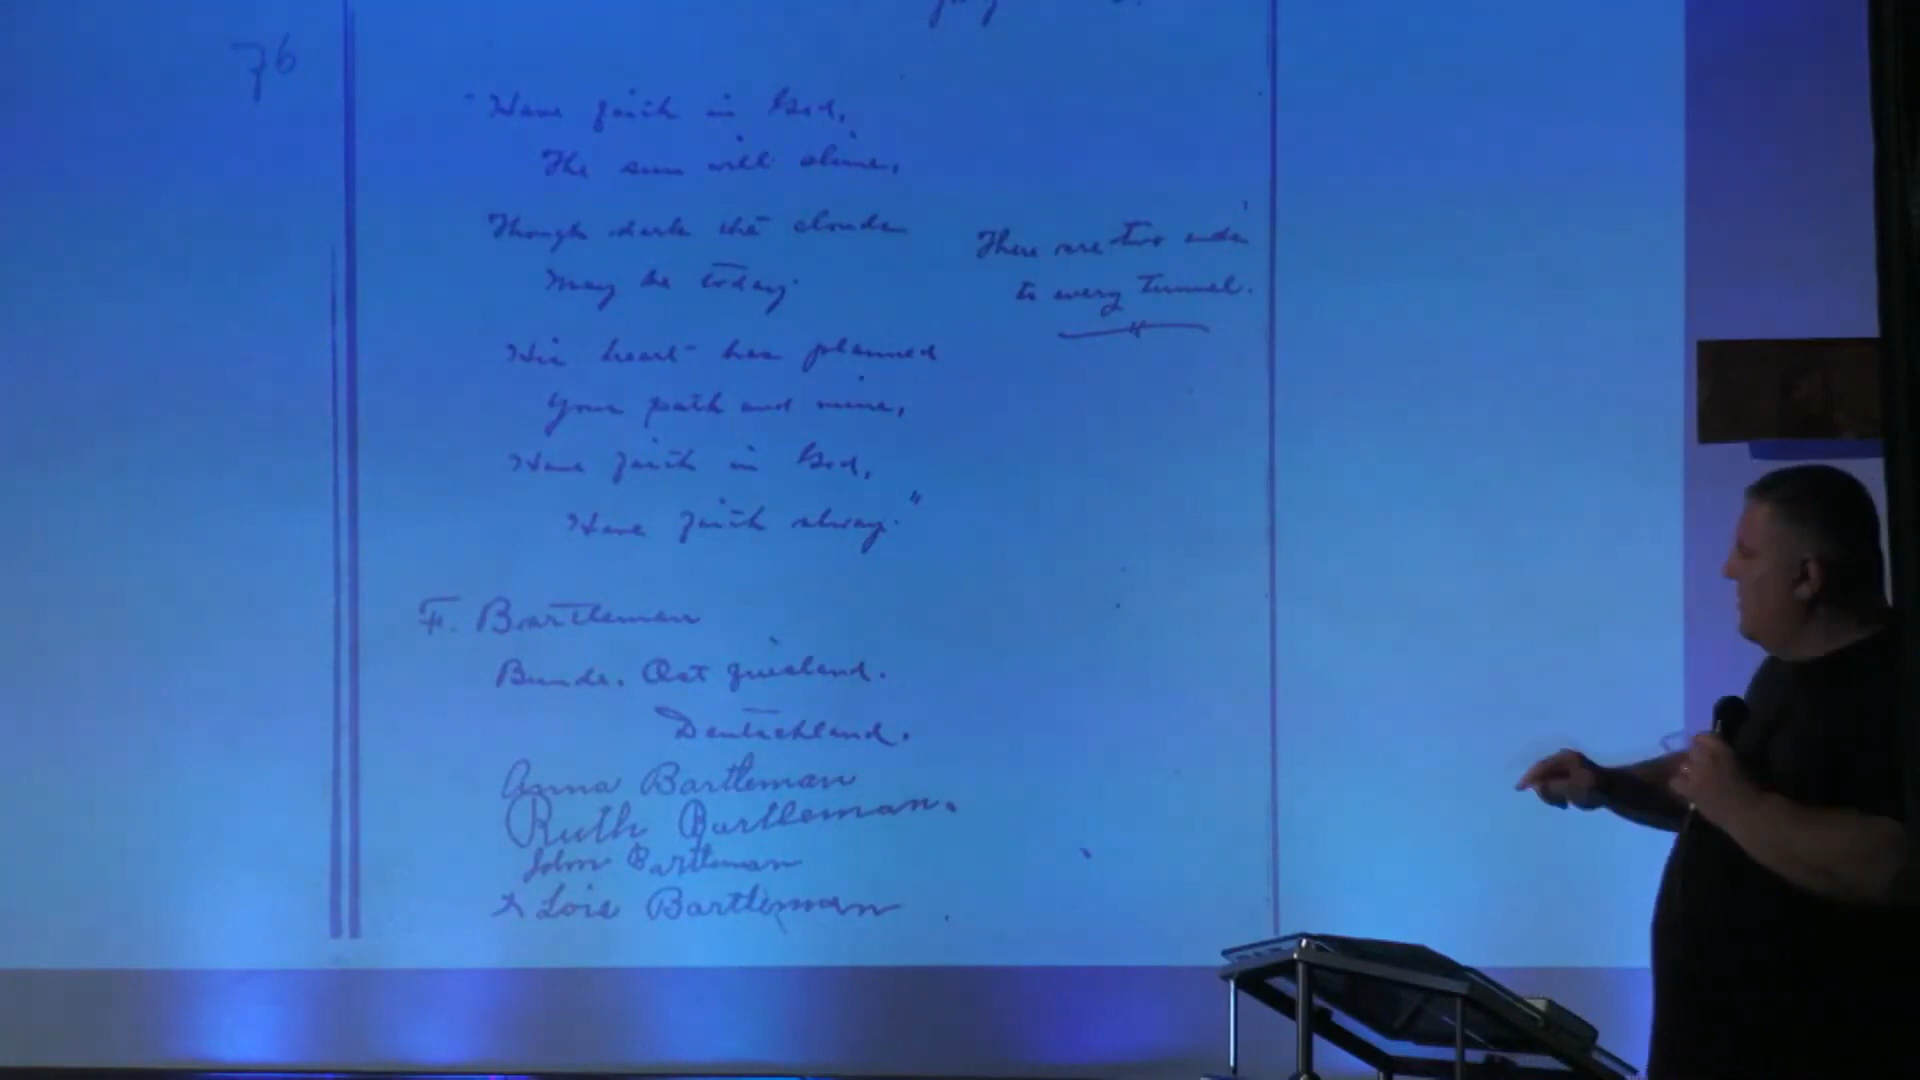 76
"Have faith in God,
The sun will shine,
Though dark the clouds
May be today.
His heart has planned
Your path and mine,
Have faith in God,
Have faith alway."
There are two ends
to every tunnel.
F. Bartleman
Bunde. Ost friesland.
Deutschland.
Anna Bartleman
Ruth Bartleman.
John Bartleman
& Lois Bartleman